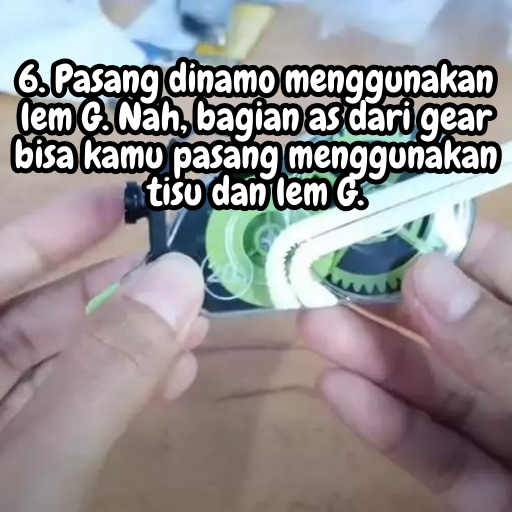 6. Pasang dinamo menggunakan
lem G. Nah, bagian as dari gear
bisa kamu pasang menggunakan
tisu dan lem G.